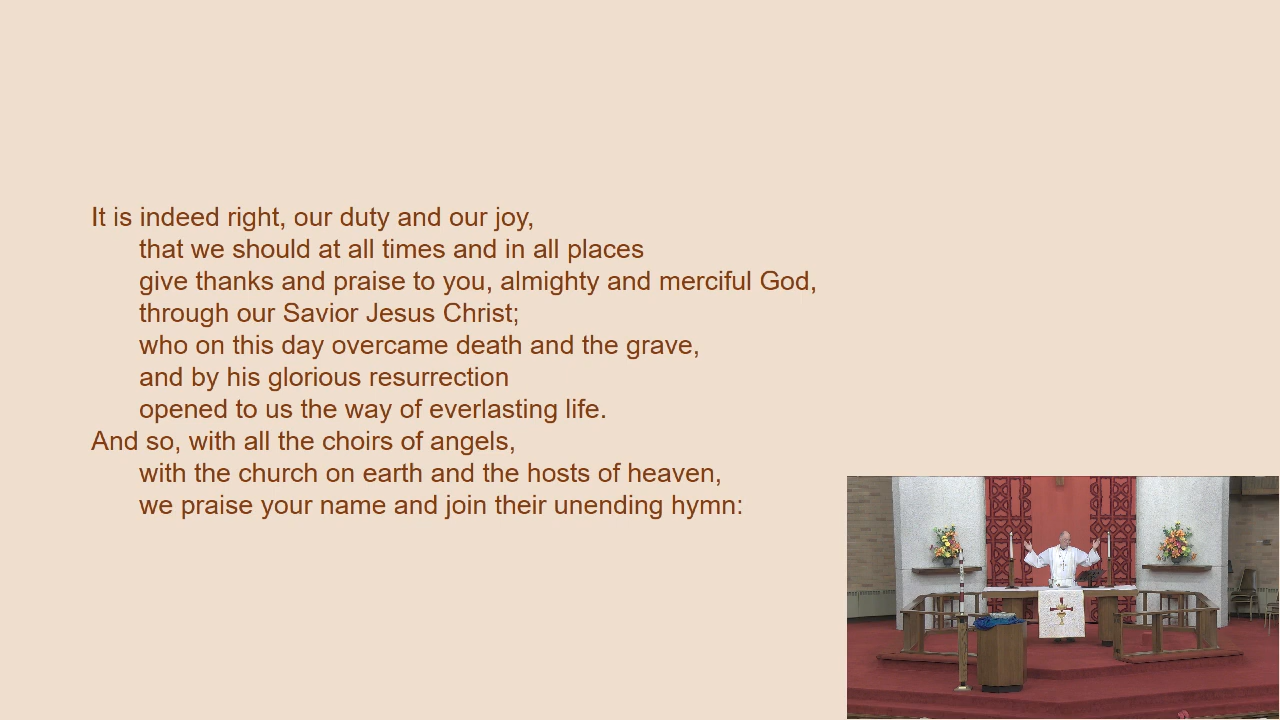 It is indeed right, our duty and our joy,
that we should at all times and in all places
give thanks and praise to you, almighty and merciful God,
through our Savior Jesus Christ;
who on this day overcame death and the grave,
and by his glorious resurrection
opened to us the way of everlasting life.
And so, with all the choirs of angels,
with the church on earth and the hosts of heaven,
we praise your name and join their unending hymn: